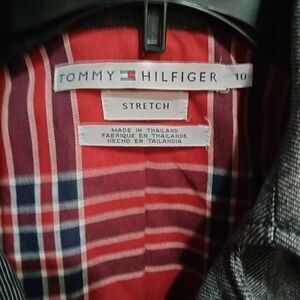 TOMMY HILFIGER 10
STRETCH
MADE IN THAILAND
FABRIQUE EN THAILANDE
HECHO EN TAILANDIA